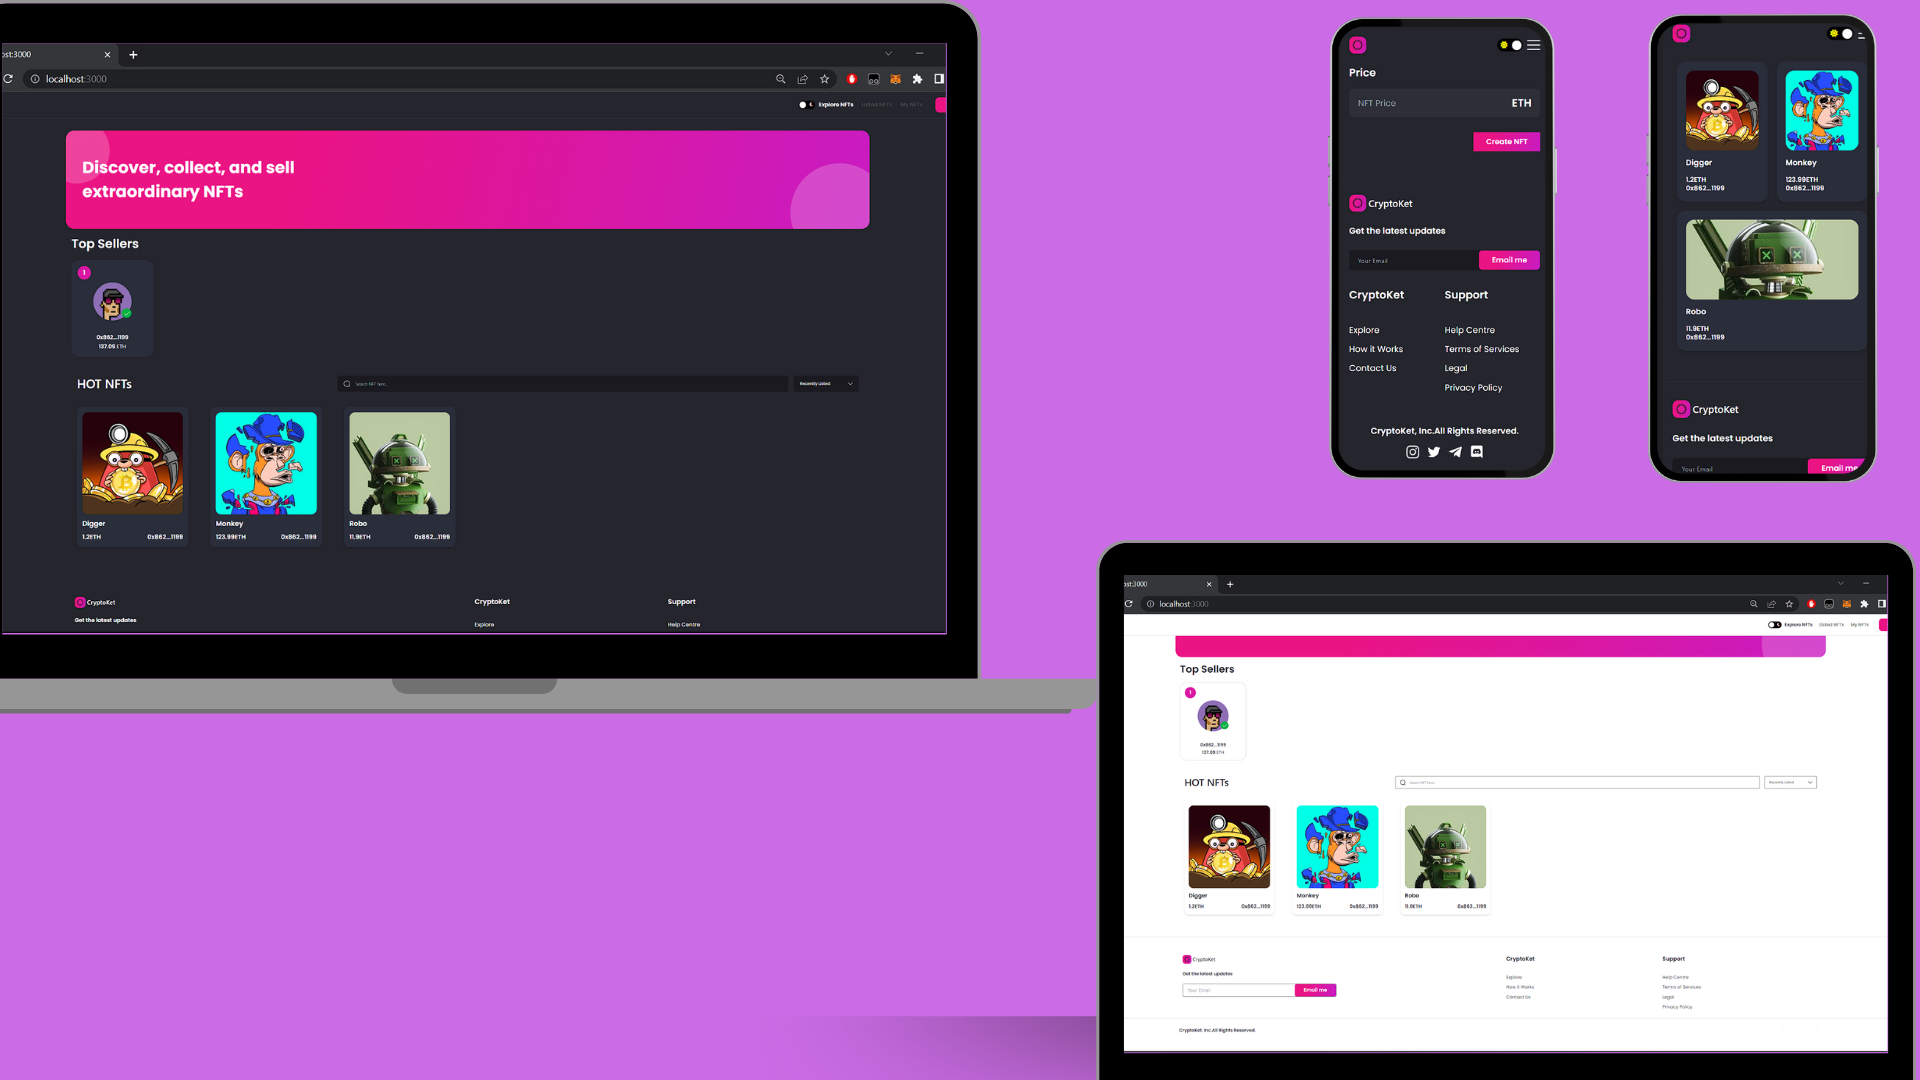 ost:3000
localhost:3000
Explore NFTs Listed NFTs My NFTs
Discover, collect, and sell
extraordinary NFTs
Top Sellers
1
0x862...1199
137.09 ETH
HOT NFTs
Search NFT here...
Recently Listed
Digger
1.2ETH 0x862...1199
Monkey
123.99ETH 0x862...1199
Robo
11.9ETH 0x862...1199
CryptoKet
Get the latest updates
CryptoKet
Explore
Support
Help Centre
Price
NFT Price ETH
Create NFT
CryptoKet
Get the latest updates
Your Email Email me
CryptoKet
Explore
How it Works
Contact Us
Support
Help Centre
Terms of Services
Legal
Privacy Policy
CryptoKet, Inc.All Rights Reserved.
Digger
1.2ETH
0x862...1199
Monkey
123.99ETH
0x862...1199
Robo
11.9ETH
0x862...1199
CryptoKet
Get the latest updates
Your Email Email me
ost:3000
localhost:3000
Explore NFTs Listed NFTs My NFTs
Top Sellers
1
0x862...1199
137.09 ETH
HOT NFTs
Search NFT here...
Recently Listed
Digger
1.2ETH 0x862...1199
Monkey
123.99ETH 0x862...1199
Robo
11.9ETH 0x862...1199
CryptoKet
Get the latest updates
Your Email Email me
CryptoKet
Explore
How it Works
Contact Us
Support
Help Centre
Terms of Services
Legal
Privacy Policy
CryptoKet, Inc.All Rights Reserved.